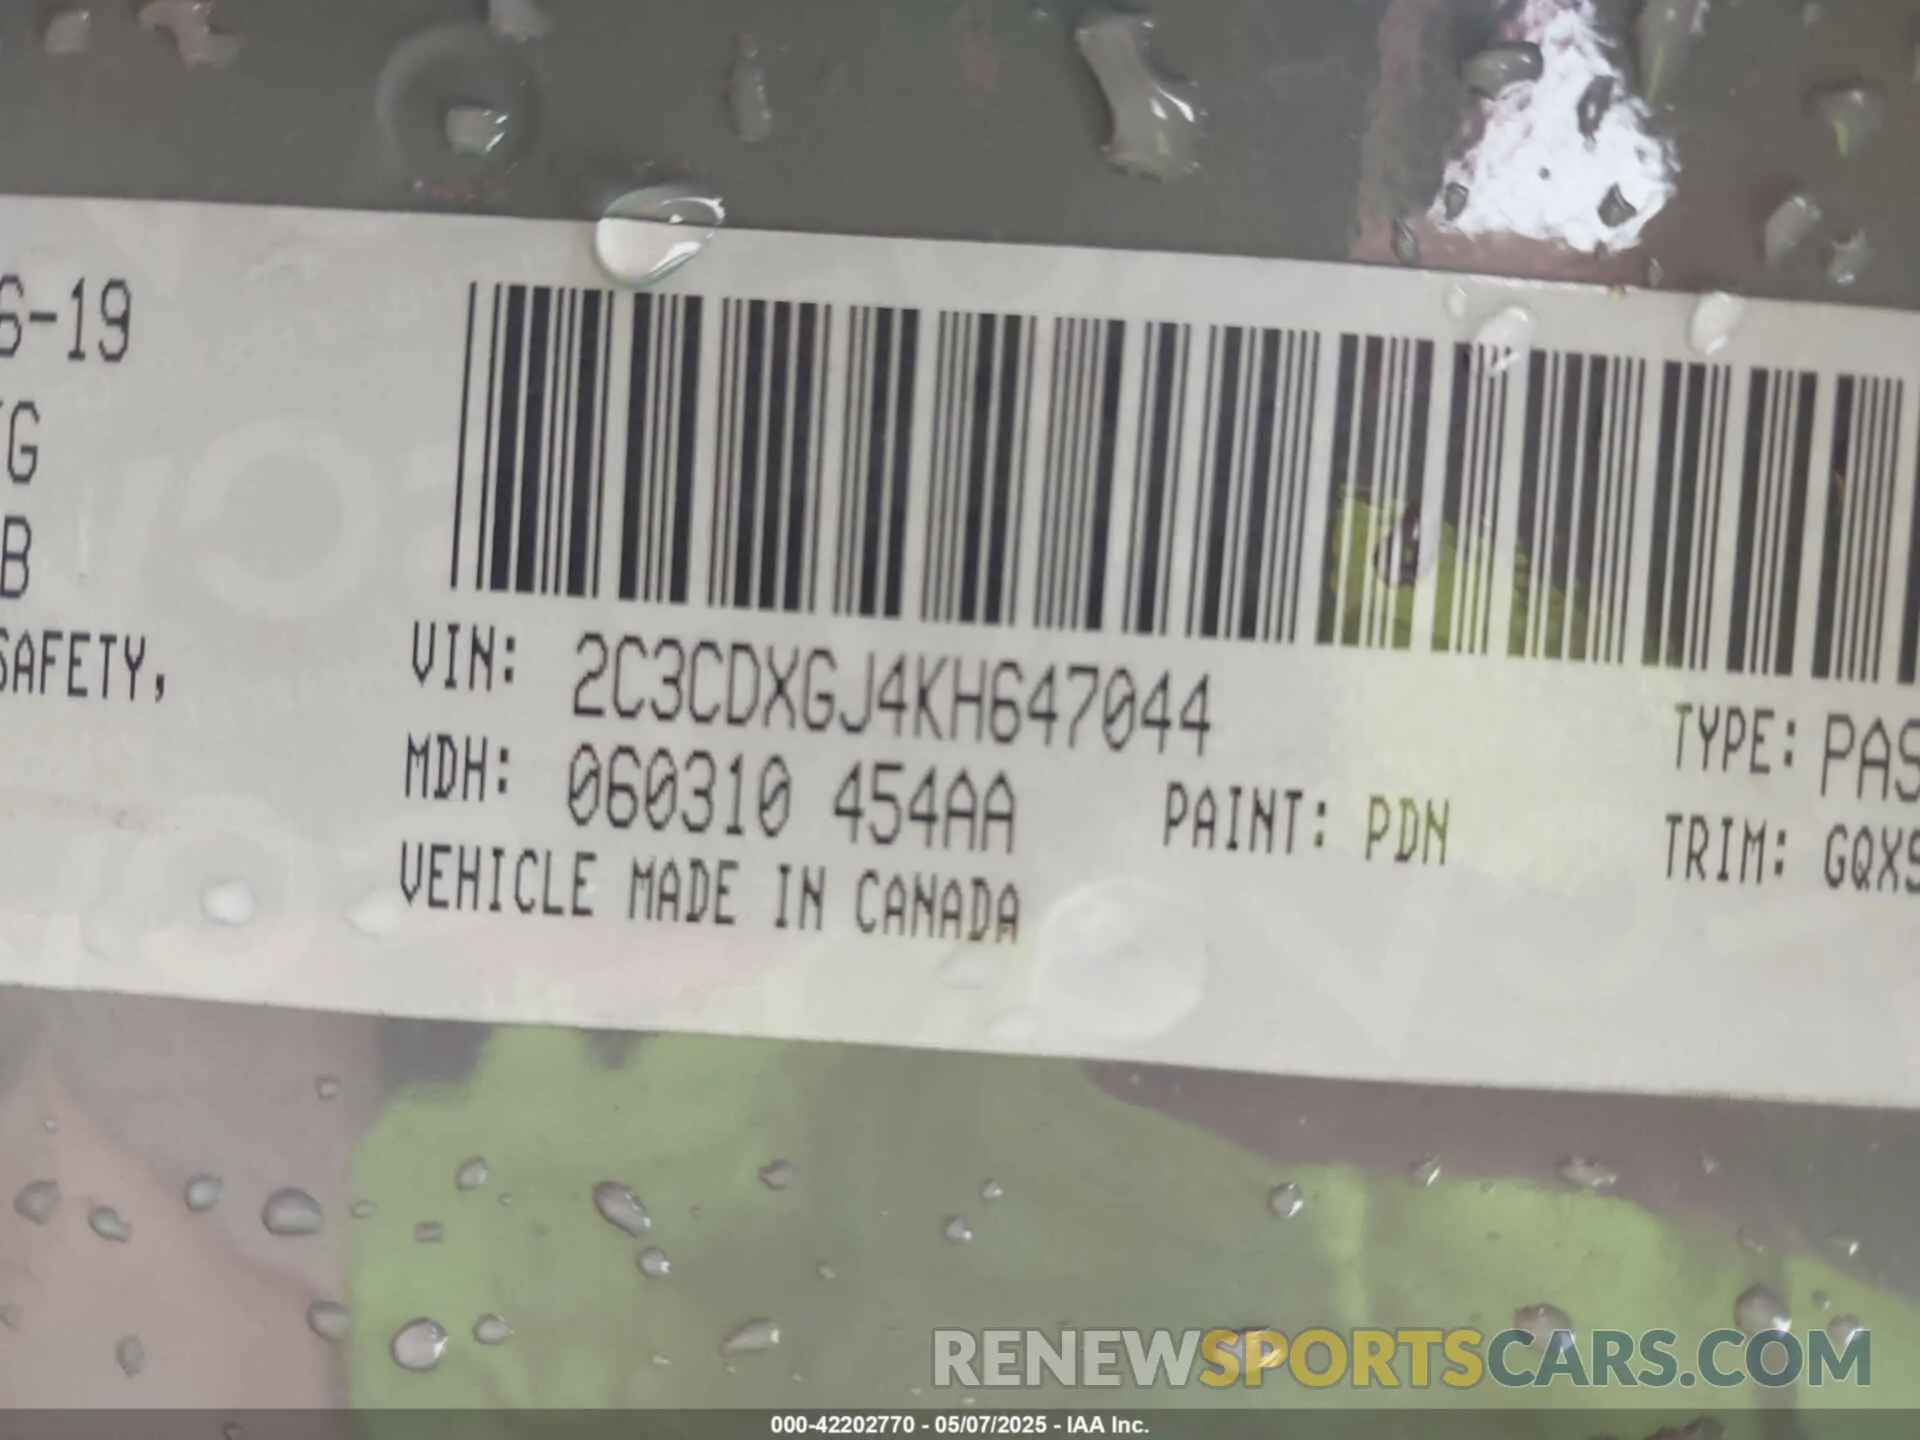 6-19
G
B
SAFETY,
VIN: 2C3CDXGJ4KH647044
TYPE: PAS
MDH: 060310 454AA
PAINT: PDN
TRIM: GQXS
VEHICLE MADE IN CANADA
RENEWSPORTSCARS.COM
000-42202770 - 05/07/2025 - IAA Inc.